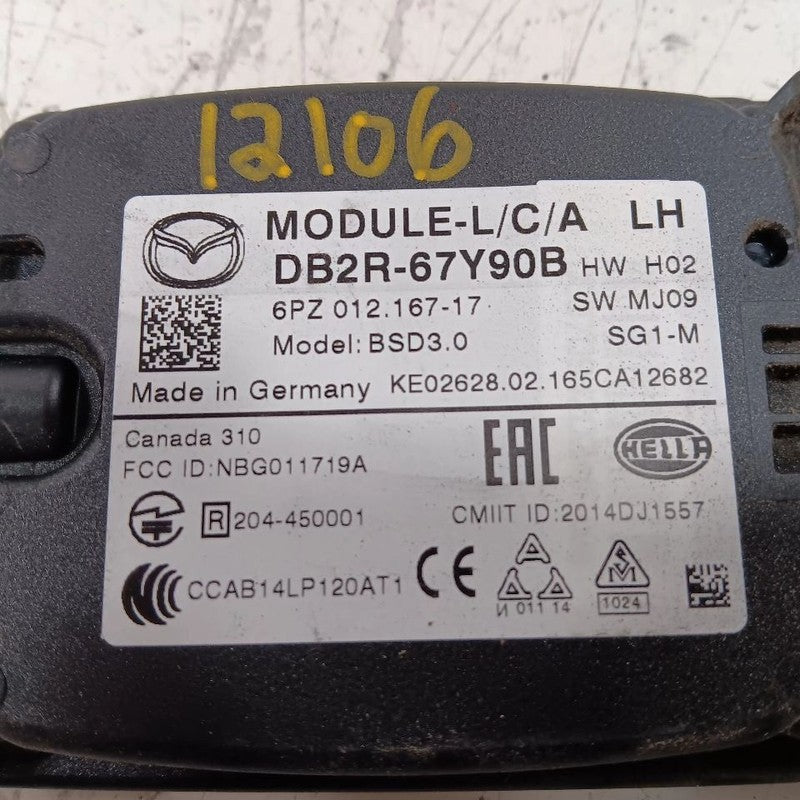 12106
MODULE-L/C/A LH
DB2R-67Y90B HW H02
6PZ 012.167-17 SW MJ09
Model: BSD3.0 SG1-M
Made in Germany KE02628.02.165CA12682
Canada 310
FCC ID: NBG011719A
EAC
HELLA
R 204-450001
CMIIT ID: 2014DJ1557
CCAB14LP120AT1
CE
A
И 011 14
S
M
1024